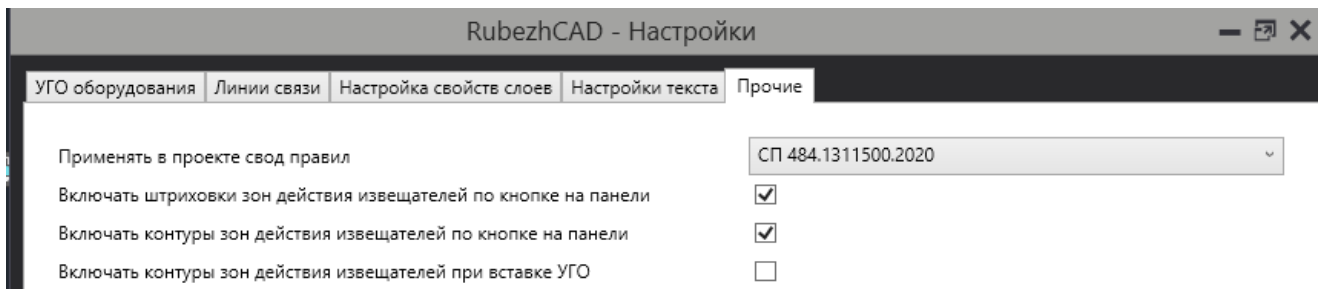 RubezhCAD - Настройки
УГО оборудования Линии связи Настройка свойств слоев Настройки текста Прочие
Применять в проекте свод правил СП 484.1311500.2020
Включать штриховки зон действия извещателей по кнопке на панели
Включать контуры зон действия извещателей по кнопке на панели
Включать контуры зон действия извещателей при вставке УГО